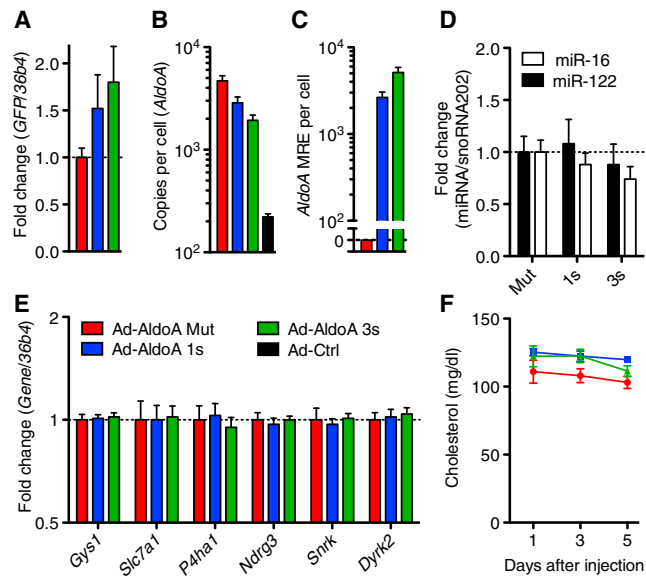 A
Fold change (GFP/36b4)
2.0
1.5
1.0
0.5
0.0
B
Copies per cell (AldoA)
10^4
10^3
10^2
C
AldoA MRE per cell
10^4
10^3
10^2
10^2
0
D
Fold change
(miRNA/snoRNA202)
2.0
1.5
1.0
0.5
0.0
miR-16
miR-122
Mut
1s
3s
E
Fold change (Gene/36b4)
2
1
0.5
Ad-AldoA Mut
Ad-AldoA 3s
Ad-AldoA 1s
Ad-Ctrl
Gys1
Slc7a1
P4ha1
Ndrg3
Snrk
Dyrk2
F
Cholesterol (mg/dl)
150
100
50
0
1
3
5
Days after injection